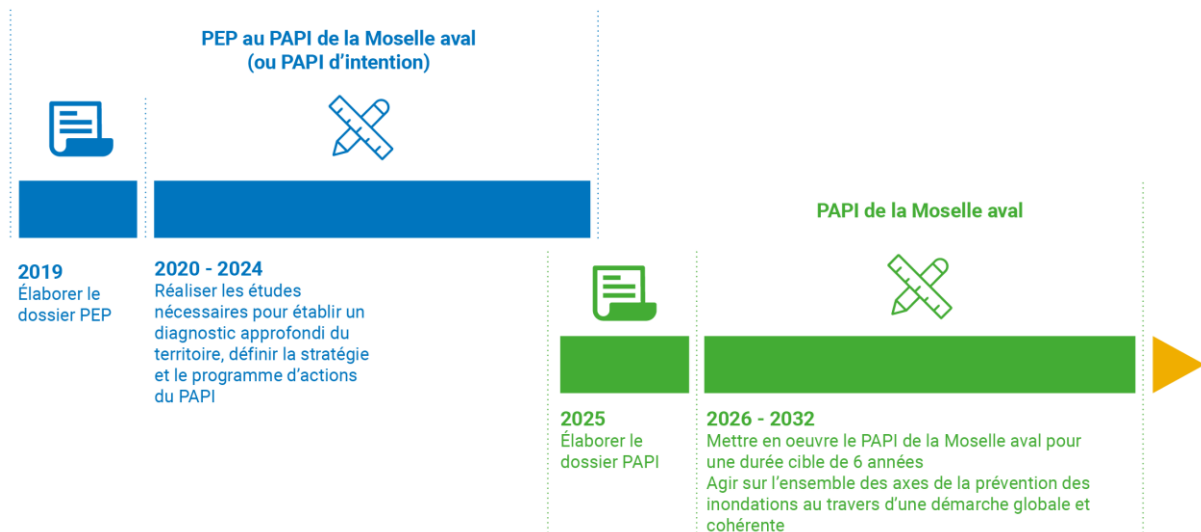 PEP au PAPI de la Moselle aval
(ou PAPI d’intention)
2019
Élaborer le
dossier PEP
2020 - 2024
Réaliser les études
nécessaires pour établir un
diagnostic approfondi du
territoire, définir la stratégie
et le programme d’actions
du PAPI
PAPI de la Moselle aval
2025
Élaborer le
dossier PAPI
2026 - 2032
Mettre en oeuvre le PAPI de la Moselle aval pour
une durée cible de 6 années
Agir sur l’ensemble des axes de la prévention des
inondations au travers d’une démarche globale et
cohérente